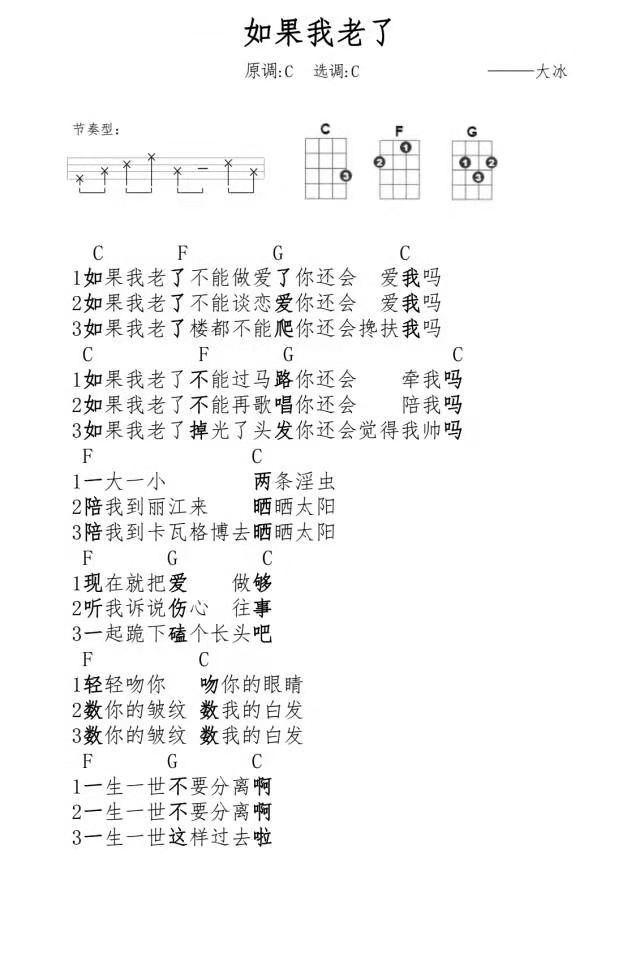 如果我老了
原调:C 选调:C ———大冰
节奏型:
C F G
3
1
2
1 2
3
C F G C
1如果我老了不能做爱了你还会 爱我吗
2如果我老了不能谈恋爱你还会 爱我吗
3如果我老了楼都不能爬你还会搀扶我吗
C F G C
1如果我老了不能过马路你还会 牵我吗
2如果我老了不能再歌唱你还会 陪我吗
3如果我老了掉光了头发你还会觉得我帅吗
F C
1一大一小 两条淫虫
2陪我到丽江来 晒晒太阳
3陪我到卡瓦格博去晒晒太阳
F G C
1现在就把爱 做够
2听我诉说伤心 往事
3一起跪下磕个长头吧
F C
1轻轻吻你 吻你的眼睛
2数你的皱纹 数我的白发
3数你的皱纹 数我的白发
F G C
1一生一世不要分离啊
2一生一世不要分离啊
3一生一世这样过去啦